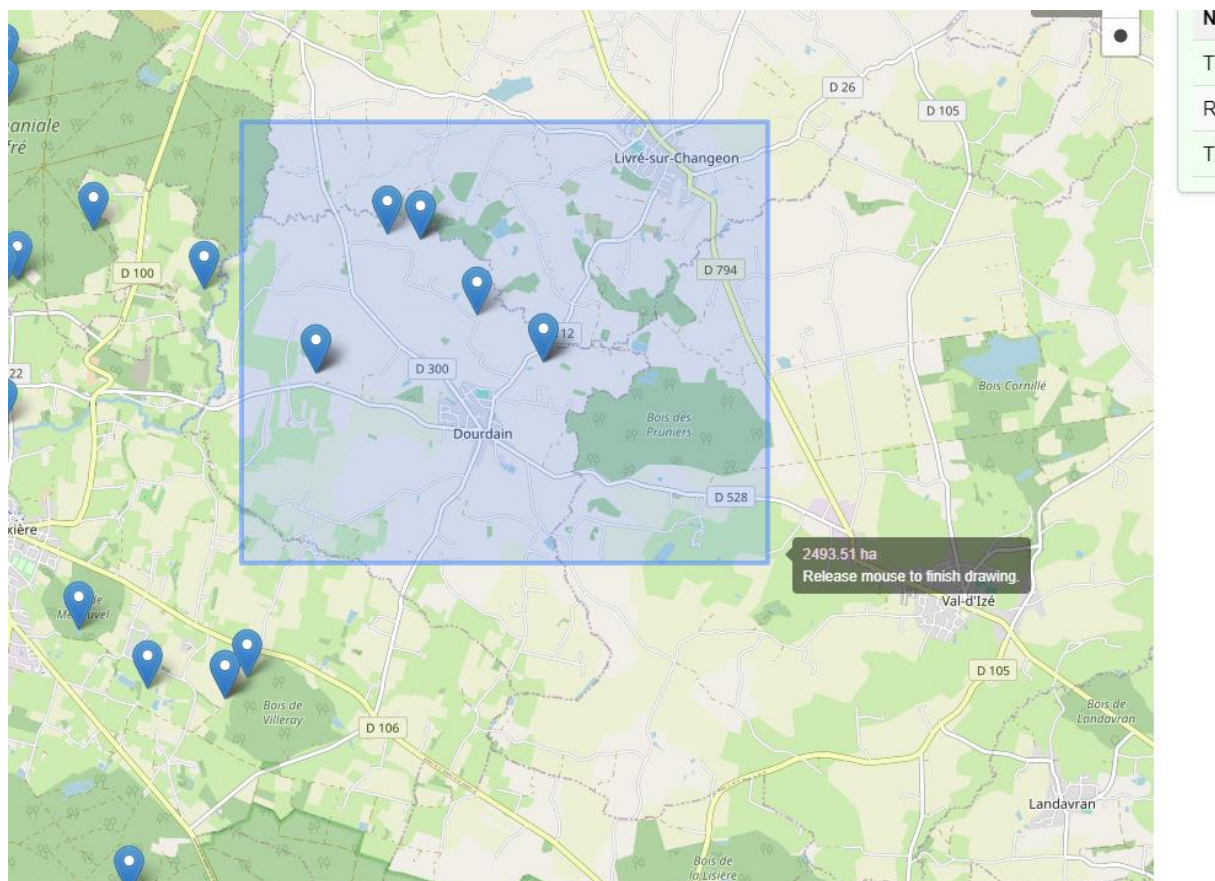 N
T
R
T
D 26
D 105
aniale
fré
Livré-sur-Changeon
D 100
D 794
12
22
D 300
Bois Cornillé
Bois des
Pruniers
Dourdain
D 528
xière
2493.51 ha
Release mouse to finish drawing.
Val-d'Izé
D 105
Bois de
Villeray
Bois de
Landavran
D 106
Landavran
Bois de
la Lisière